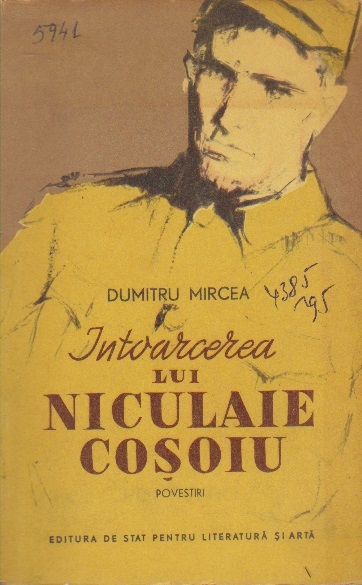 5941
DUMITRU MIRCEA
4385
795
Intoarcerea
LUI
NICULAIE
COȘOIU
POVESTIRI
EDITURA DE STAT PENTRU LITERATURĂ ȘI ARTĂ